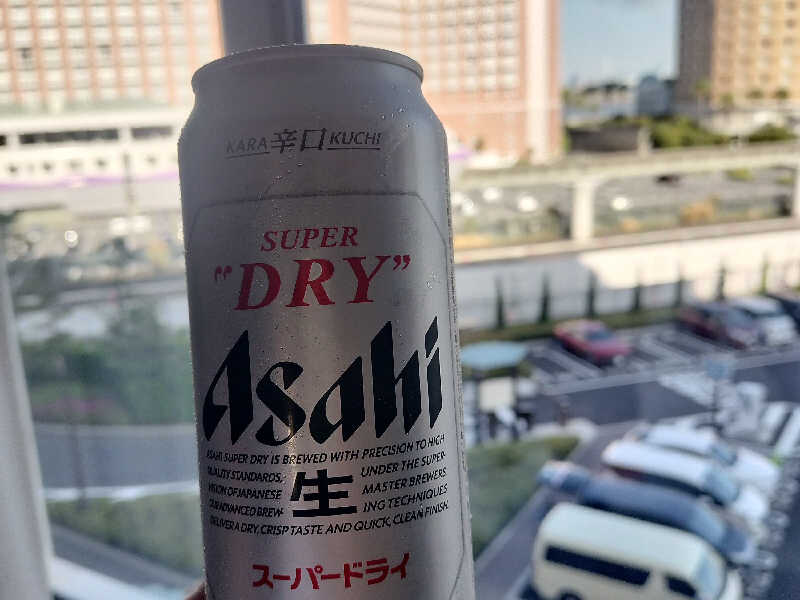 KARA 辛口 KUCHI
SUPER
"DRY"
Asahi
ASAHI SUPER DRY IS BREWED WITH PRECISION TO HIGH
QUALITY STANDARDS, UNDER THE SUPER-
VISION OF JAPANESE MASTER BREWERS.
OUR ADVANCED BREW- ING TECHNIQUES
DELIVER A DRY, CRISP TASTE AND QUICK, CLEAN FINISH.
生
スーパードライ